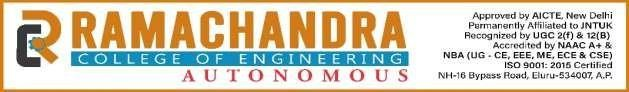 RAMACHANDRA
COLLEGE OF ENGINEERING
AUTONOMOUS
Approved by AICTE, New Delhi
Permanently Affiliated to JNTUK
Recognized by UGC 2(f) & 12(B)
Accredited by NAAC A+ &
NBA (UG - CE, EEE, ME, ECE & CSE)
ISO 9001: 2015 Certified
NH-16 Bypass Road, Eluru-534007, A.P.